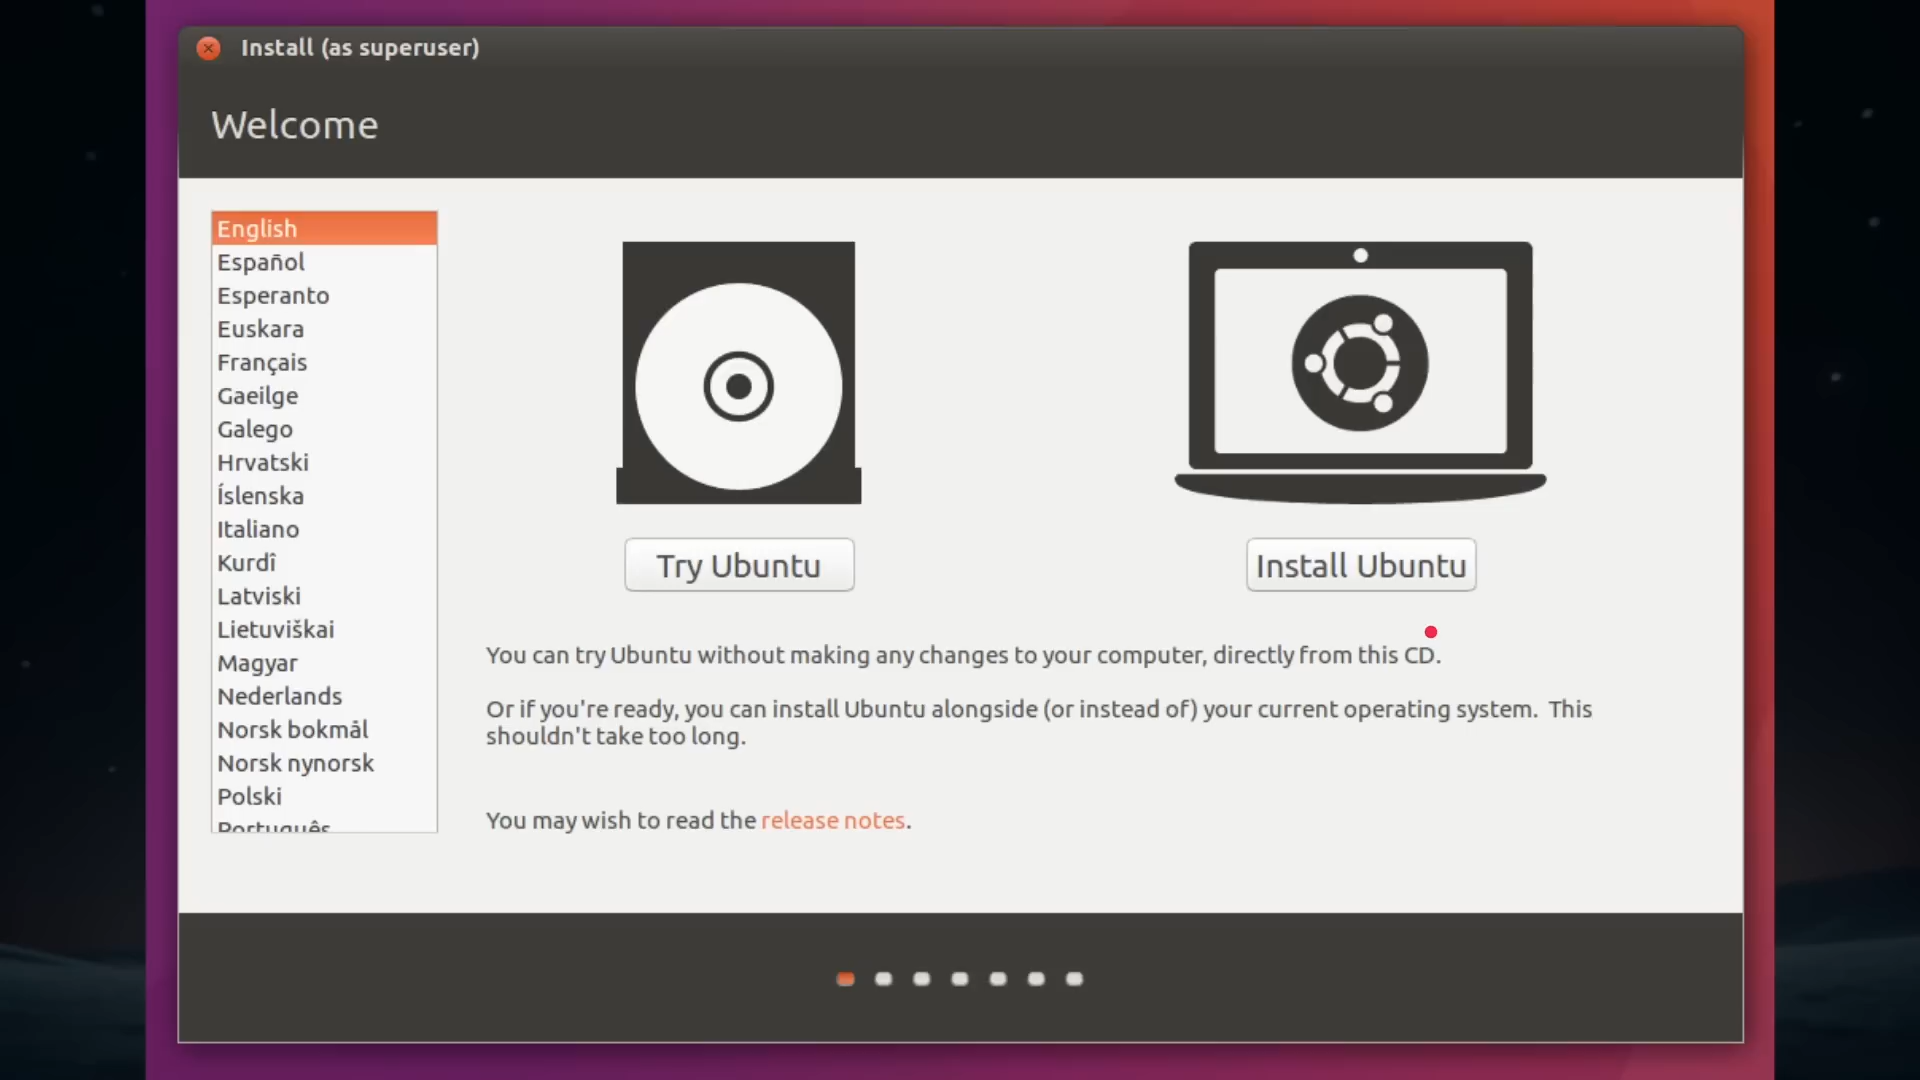 Install (as superuser)
Welcome
English
Español
Esperanto
Euskara
Français
Gaeilge
Galego
Hrvatski
Íslenska
Italiano
Kurdî
Latviski
Lietuviškai
Magyar
Nederlands
Norsk bokmål
Norsk nynorsk
Polski
Português
Try Ubuntu
Install Ubuntu
You can try Ubuntu without making any changes to your computer, directly from this CD.
Or if you're ready, you can install Ubuntu alongside (or instead of) your current operating system.  This
shouldn't take too long.
You may wish to read the release notes.